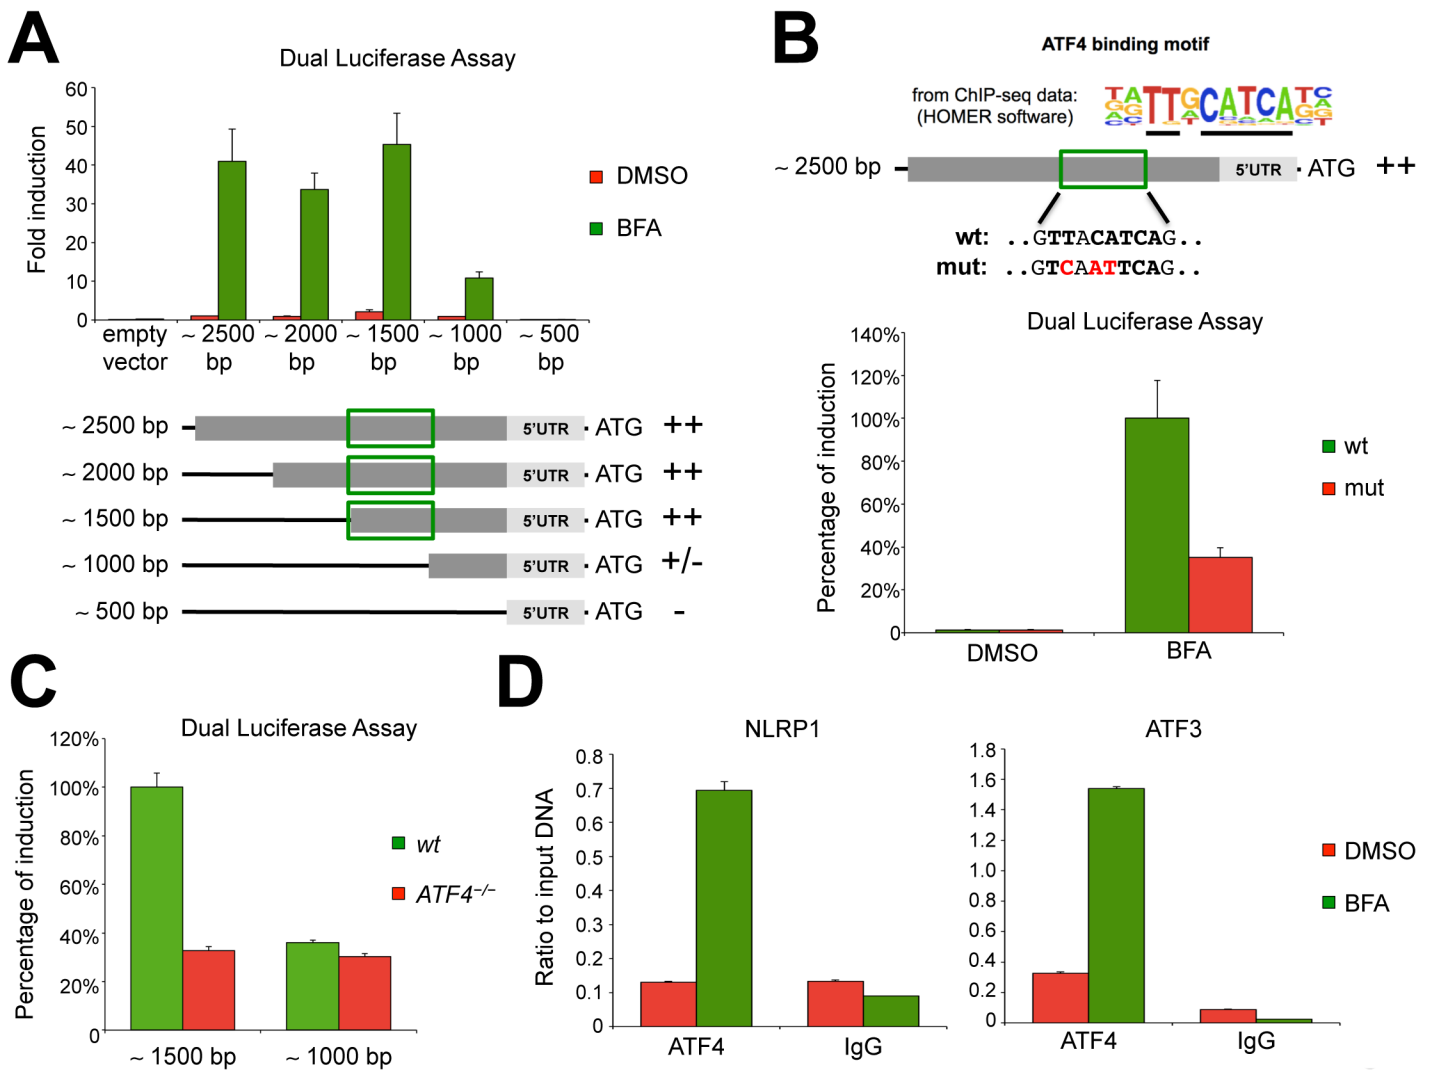 A
Dual Luciferase Assay
Fold induction
60
50
40
30
20
10
0
empty vector
~ 2500 bp
~ 2000 bp
~ 1500 bp
~ 1000 bp
~ 500 bp
DMSO
BFA
~ 2500 bp 5'UTR ATG ++
~ 2000 bp 5'UTR ATG ++
~ 1500 bp 5'UTR ATG ++
~ 1000 bp 5'UTR ATG +/-
~ 500 bp 5'UTR ATG -
B
ATF4 binding motif
from ChIP-seq data:
(HOMER software)
TATTGCATCATC
~ 2500 bp 5'UTR ATG ++
wt: ..GTTACATCAG..
mut: ..GTCAATTCAG..
Dual Luciferase Assay
Percentage of induction
140%
120%
100%
80%
60%
40%
20%
0
DMSO
BFA
wt
mut
C
Dual Luciferase Assay
Percentage of induction
120%
100%
80%
60%
40%
20%
0
~ 1500 bp
~ 1000 bp
wt
ATF4−/−
D
NLRP1
Ratio to input DNA
0.8
0.7
0.6
0.5
0.4
0.3
0.2
0.1
0
ATF4
IgG
ATF3
1.8
1.6
1.4
1.2
1.0
0.8
0.6
0.4
0.2
0
ATF4
IgG
DMSO
BFA